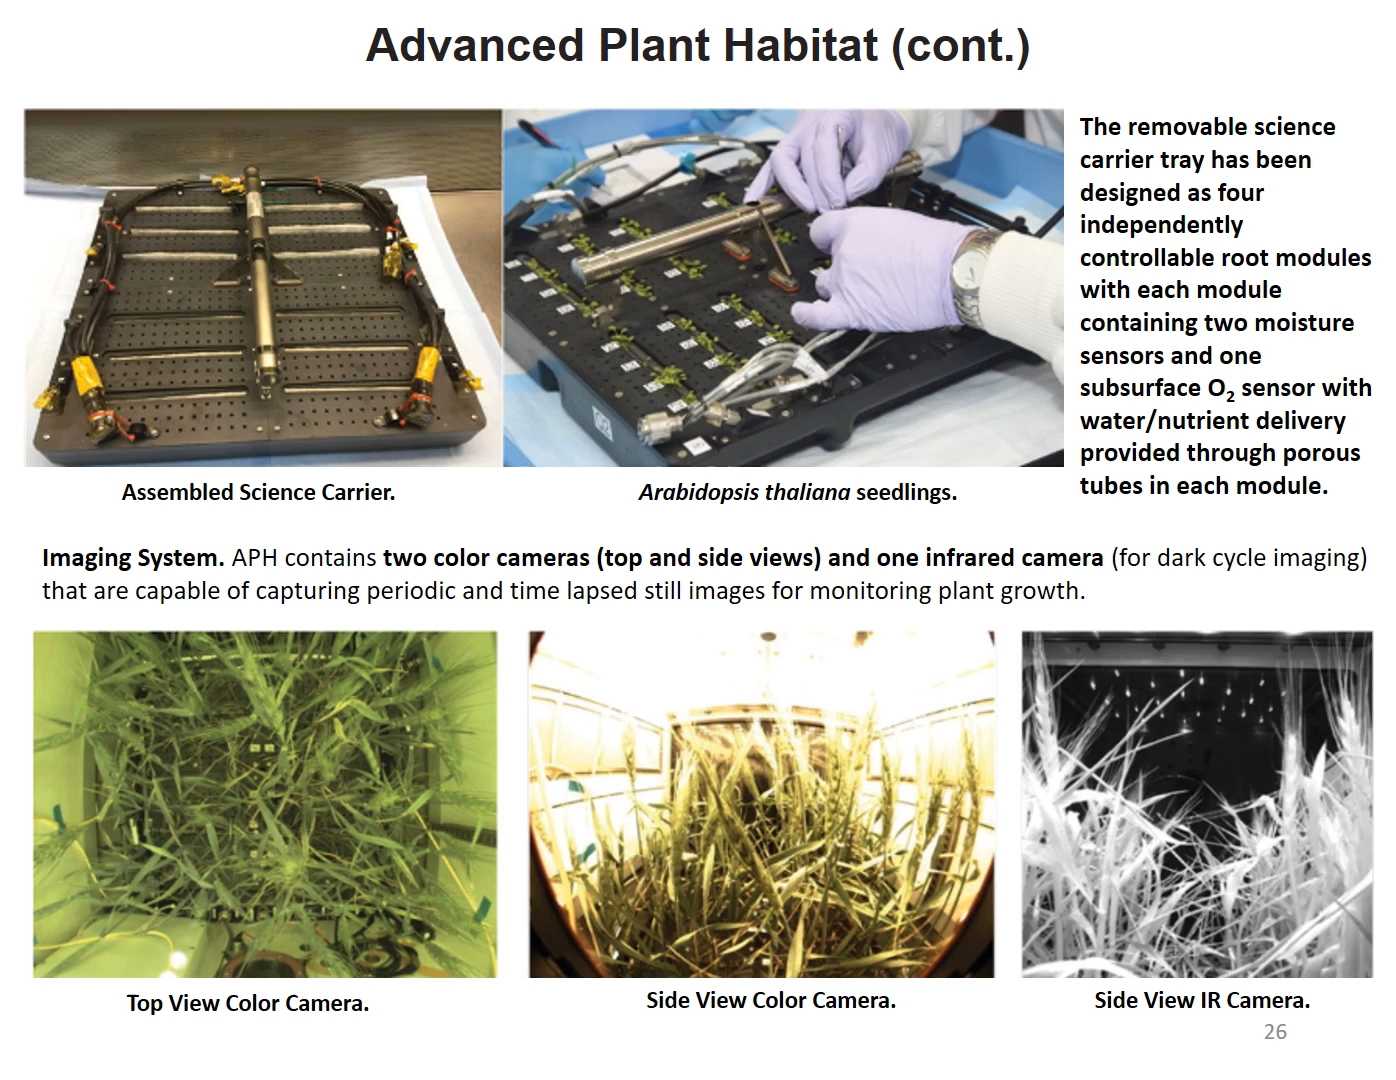 Advanced Plant Habitat (cont.)
The removable science
carrier tray has been
designed as four
independently
controllable root modules
with each module
containing two moisture
sensors and one
subsurface O₂ sensor with
water/nutrient delivery
provided through porous
tubes in each module.
Assembled Science Carrier.
Arabidopsis thaliana seedlings.
Imaging System. APH contains two color cameras (top and side views) and one infrared camera (for dark cycle imaging)
that are capable of capturing periodic and time lapsed still images for monitoring plant growth.
Top View Color Camera.
Side View Color Camera.
Side View IR Camera.
26